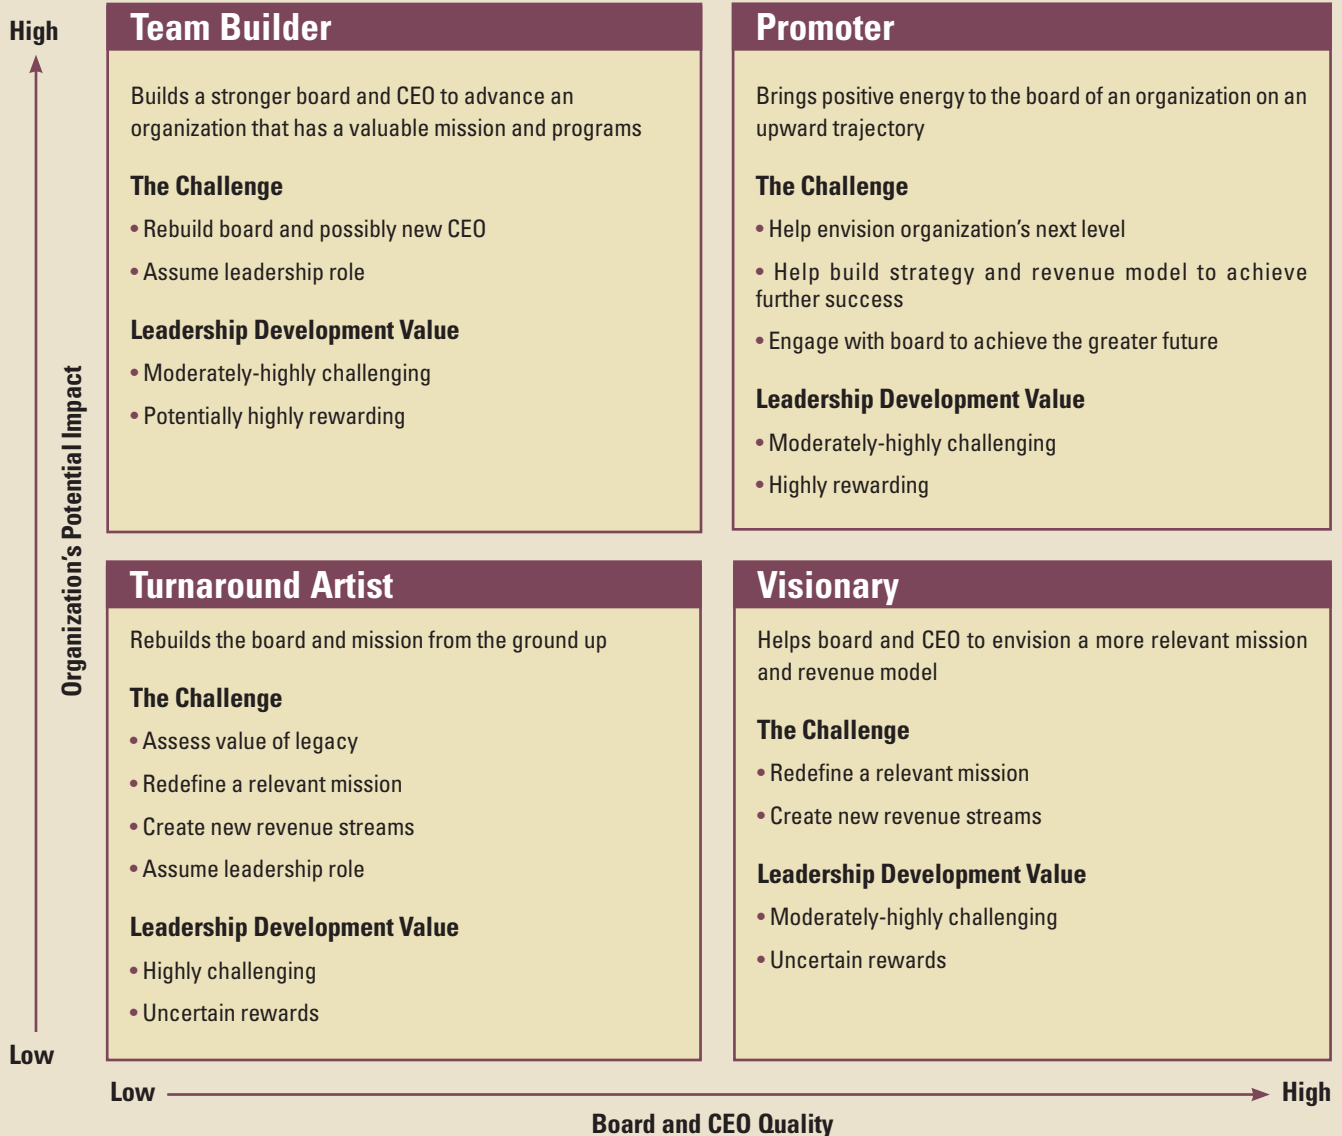 High
Team Builder
Builds a stronger board and CEO to advance an
organization that has a valuable mission and programs
The Challenge
• Rebuild board and possibly new CEO
• Assume leadership role
Leadership Development Value
• Moderately-highly challenging
• Potentially highly rewarding
Promoter
Brings positive energy to the board of an organization on an
upward trajectory
The Challenge
• Help envision organization's next level
• Help build strategy and revenue model to achieve
further success
• Engage with board to achieve the greater future
Leadership Development Value
• Moderately-highly challenging
• Highly rewarding
Organization's Potential Impact
Turnaround Artist
Rebuilds the board and mission from the ground up
The Challenge
• Assess value of legacy
• Redefine a relevant mission
• Create new revenue streams
• Assume leadership role
Leadership Development Value
• Highly challenging
• Uncertain rewards
Visionary
Helps board and CEO to envision a more relevant mission
and revenue model
The Challenge
• Redefine a relevant mission
• Create new revenue streams
Leadership Development Value
• Moderately-highly challenging
• Uncertain rewards
Low
Low
High
Board and CEO Quality